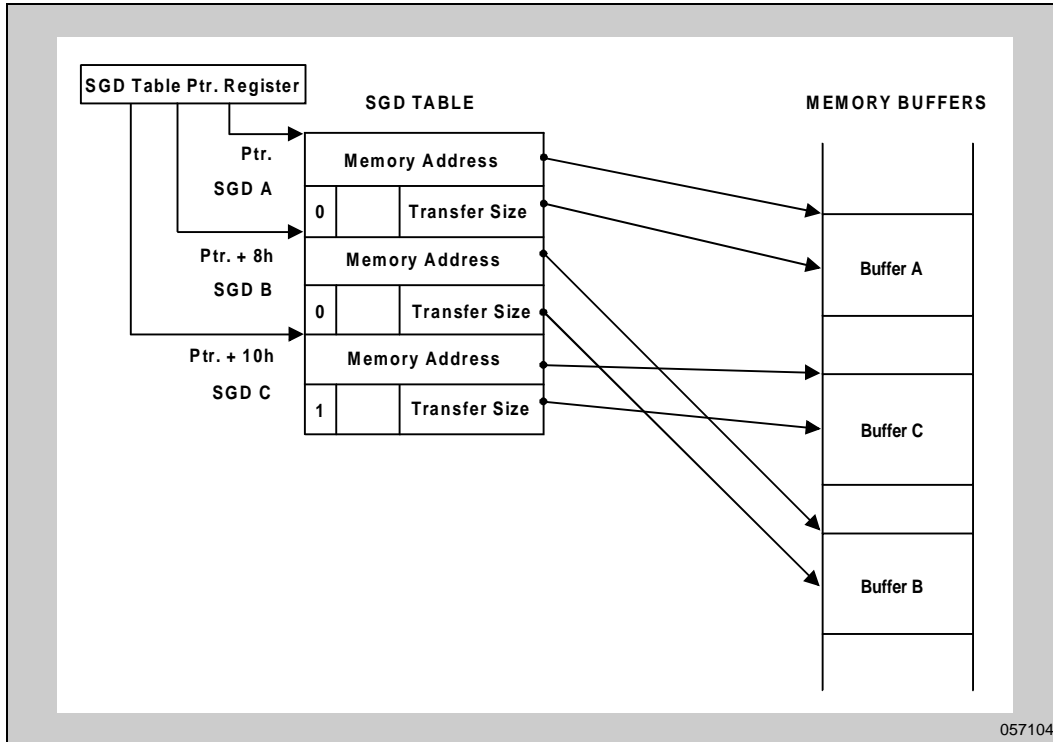 SGD Table Ptr. Register
SGD TABLE
MEMORY BUFFERS
Ptr.
SGD A
Memory Address
0
Transfer Size
Ptr. + 8h
SGD B
Memory Address
0
Transfer Size
Ptr. + 10h
SGD C
Memory Address
1
Transfer Size
Buffer A
Buffer C
Buffer B
057104